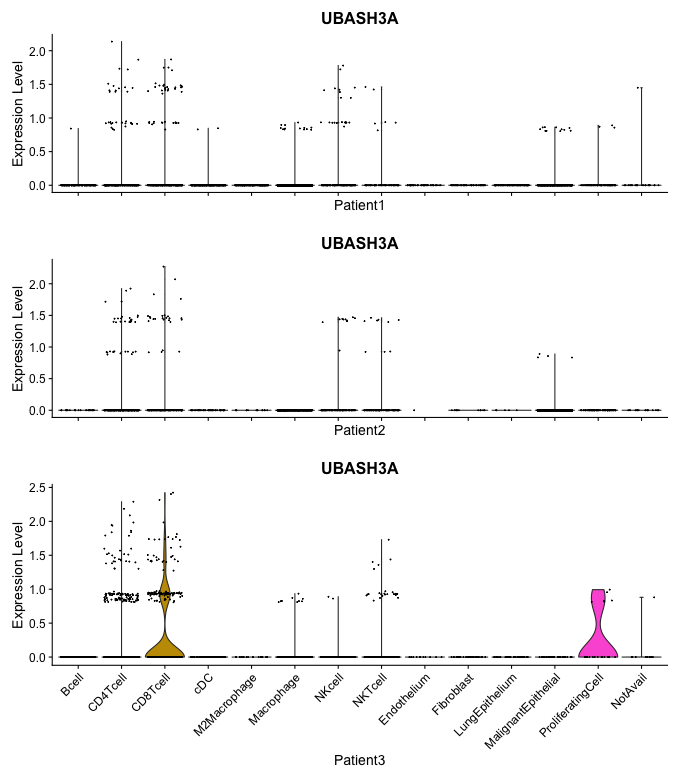 UBASH3A
Expression Level
2.0
1.5
1.0
0.5
0.0
Patient1
UBASH3A
Expression Level
2.0
1.5
1.0
0.5
0.0
Patient2
UBASH3A
Expression Level
2.5
2.0
1.5
1.0
0.5
0.0
Bcell
CD4Tcell
CD8Tcell
cDC
M2Macrophage
Macrophage
NKcell
NKTcell
Endothelium
Fibroblast
LungEpithelium
MalignantEpithelial
ProliferatingCell
NotAvail
Patient3